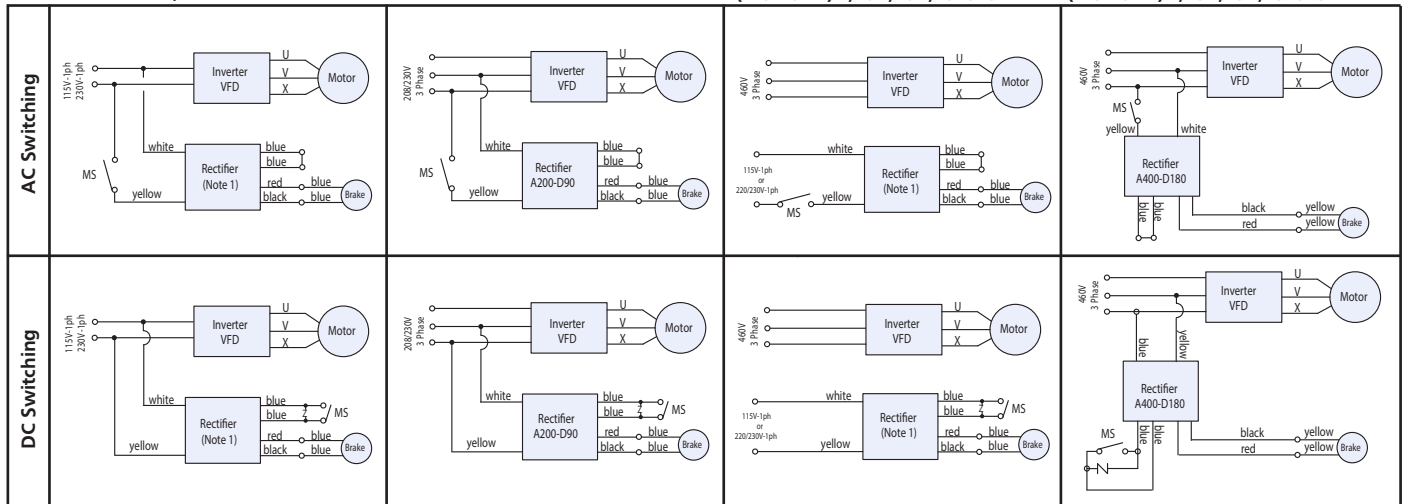 AC Switching
115V-1ph
230V-1ph
Inverter
VFD
U
V
X
Motor
MS
white
yellow
Rectifier
(Note 1)
blue
blue
red
blue
black
blue
Brake
208/230V
3 Phase
Inverter
VFD
U
V
X
Motor
MS
white
yellow
Rectifier
A200-D90
blue
blue
red
blue
black
blue
Brake
460V
3 Phase
Inverter
VFD
U
V
X
Motor
115V-1ph
or
220/230V-1ph
white
MS
yellow
Rectifier
(Note 1)
blue
blue
red
blue
black
blue
Brake
460V
3 Phase
Inverter
VFD
U
V
X
Motor
MS
yellow
white
Rectifier
A400-D180
blue
blue
black
yellow
red
yellow
Brake
DC Switching
115V-1ph
230V-1ph
Inverter
VFD
U
V
X
Motor
white
yellow
Rectifier
(Note 1)
blue
blue
MS
red
blue
black
blue
Brake
208/230V
3 Phase
Inverter
VFD
U
V
X
Motor
white
yellow
Rectifier
A200-D90
blue
blue
MS
red
blue
black
blue
Brake
460V
3 Phase
Inverter
VFD
U
V
X
Motor
115V-1ph
or
220/230V-1ph
white
yellow
Rectifier
(Note 1)
blue
blue
MS
red
blue
black
blue
Brake
460V
3 Phase
Inverter
VFD
U
V
X
Motor
blue
yellow
Rectifier
A400-D180
MS
blue
blue
black
yellow
red
yellow
Brake